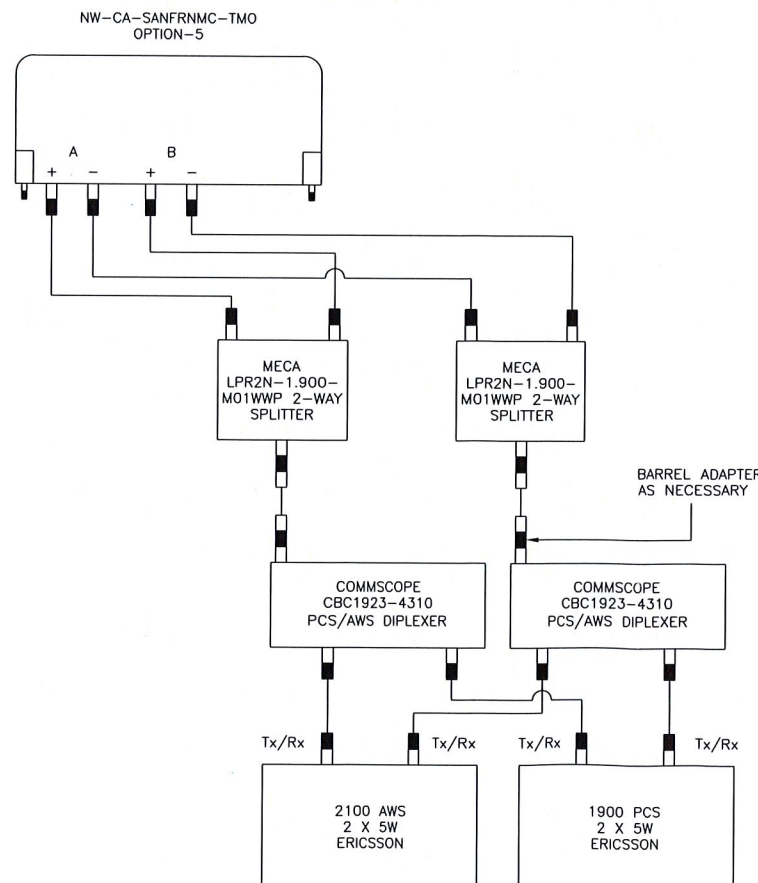 NW-CA-SANFRNMC-TMO
OPTION-5
A
B
+ - + -
MECA
LPR2N-1.900-
M01WWP 2-WAY
SPLITTER
MECA
LPR2N-1.900-
M01WWP 2-WAY
SPLITTER
BARREL ADAPTER
AS NECESSARY
COMMSCOPE
CBC1923-4310
PCS/AWS DIPLEXER
COMMSCOPE
CBC1923-4310
PCS/AWS DIPLEXER
Tx/Rx
Tx/Rx
Tx/Rx
Tx/Rx
2100 AWS
2 X 5W
ERICSSON
1900 PCS
2 X 5W
ERICSSON